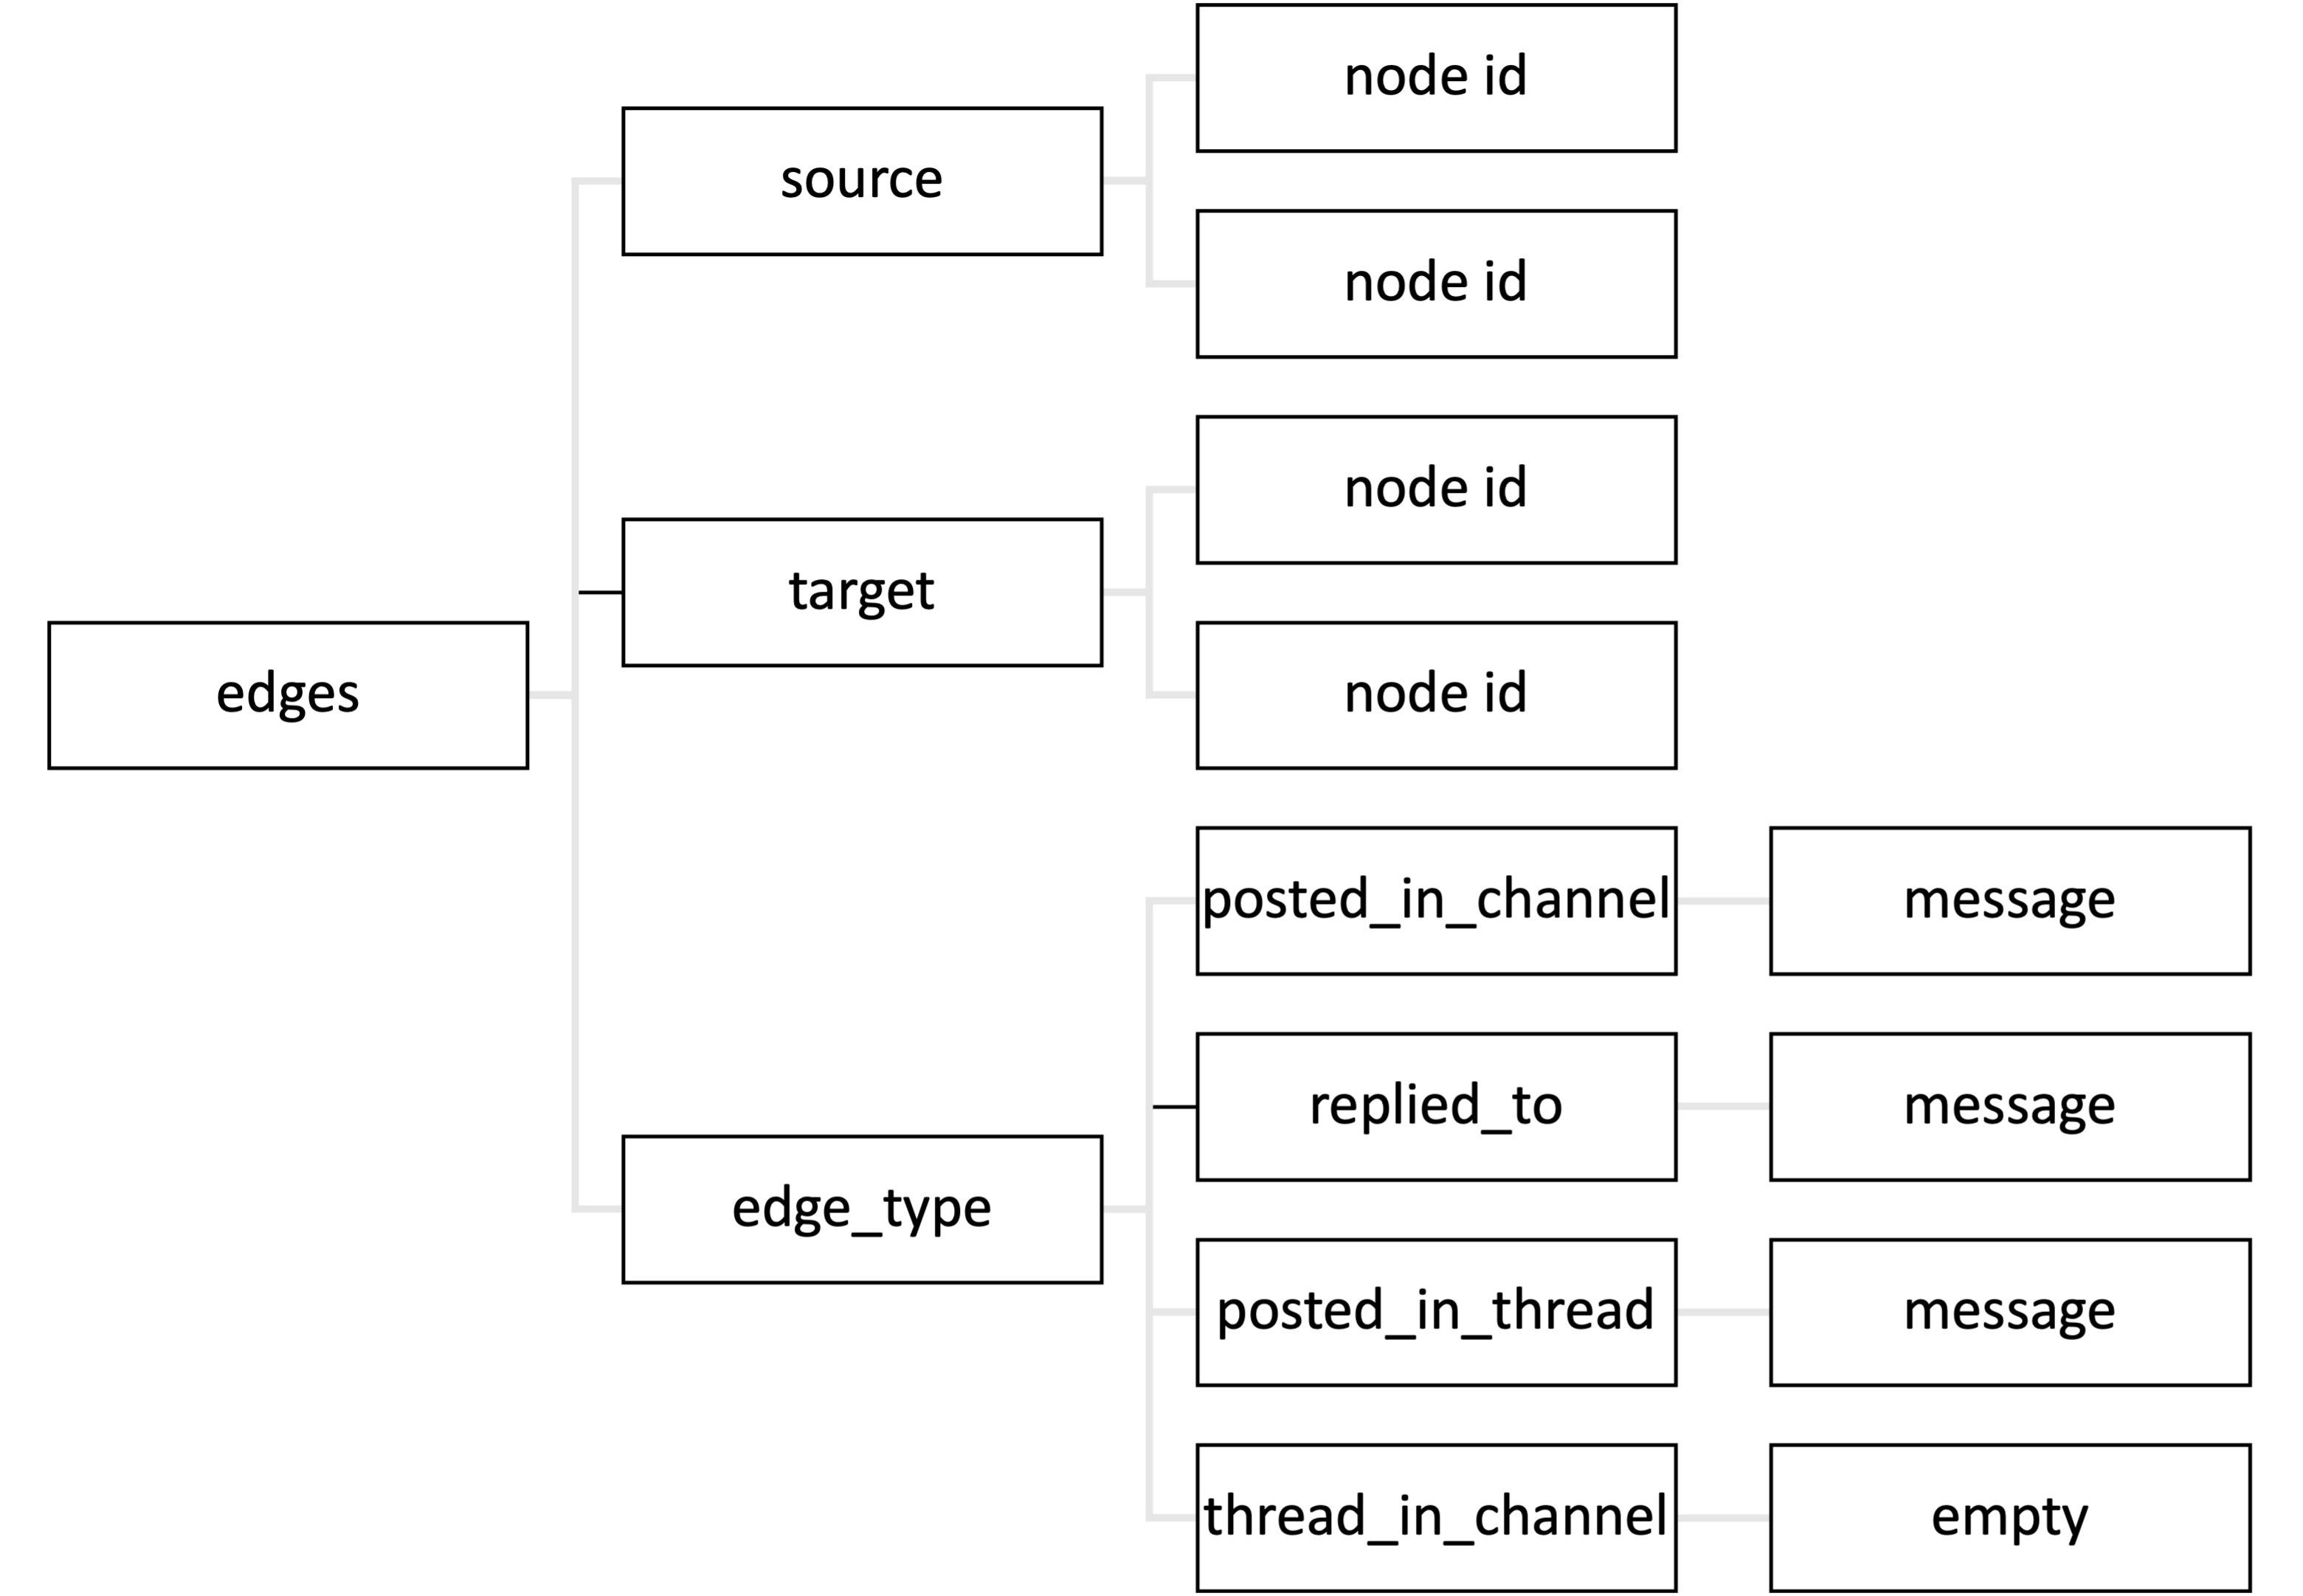 edges
source
node id
node id
target
node id
node id
edge_type
posted_in_channel
message
replied_to
message
posted_in_thread
message
thread_in_channel
empty